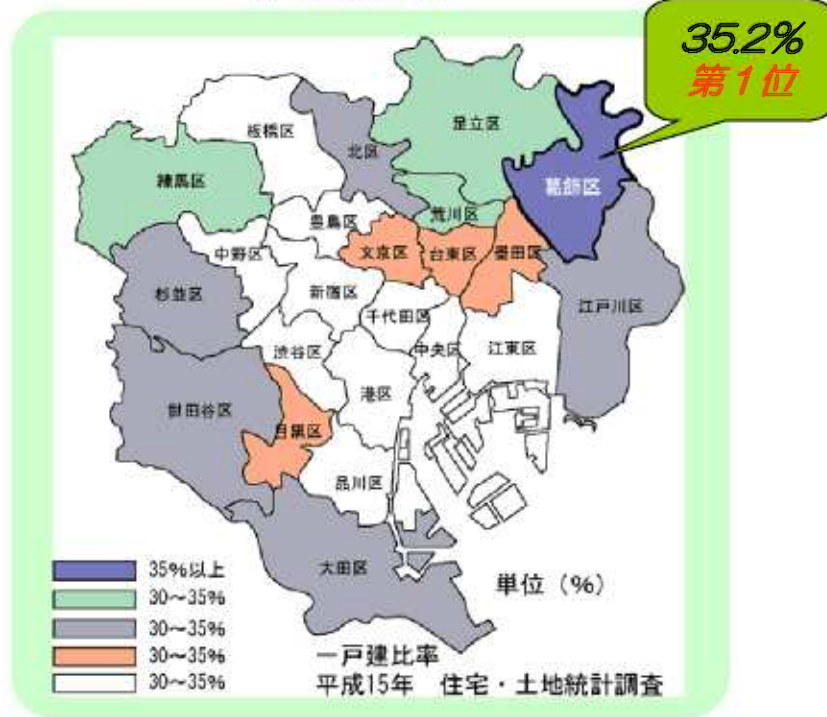 35.2%
第1位
足立区
板橋区
北区
葛飾区
練馬区
荒川区
豊島区
文京区
台東区
墨田区
中野区
杉並区
新宿区
江戸川区
千代田区
中央区
江東区
渋谷区
港区
世田谷区
目黒区
品川区
大田区
単位（%）
35%以上
30～35%
30～35%
30～35%
30～35%
一戸建比率
平成15年 住宅・土地統計調査